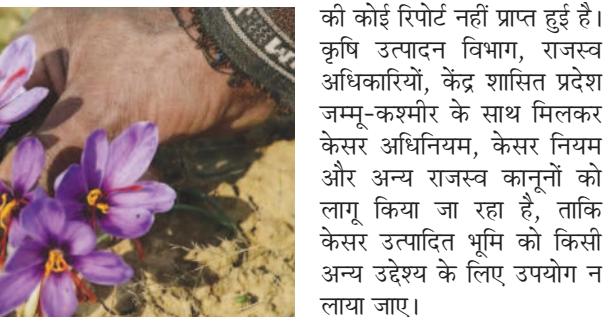 की कोई रिपोर्ट नहीं प्राप्त हुई है।
कृषि उत्पादन विभाग, राजस्व
अधिकारियों, केंद्र शासित प्रदेश
जम्मू-कश्मीर के साथ मिलकर
केसर अधिनियम, केसर नियम
और अन्य राजस्व कानूनों को
लागू किया जा रहा है, ताकि
केसर उत्पादित भूमि को किसी
अन्य उद्देश्य के लिए उपयोग न
लाया जाए।